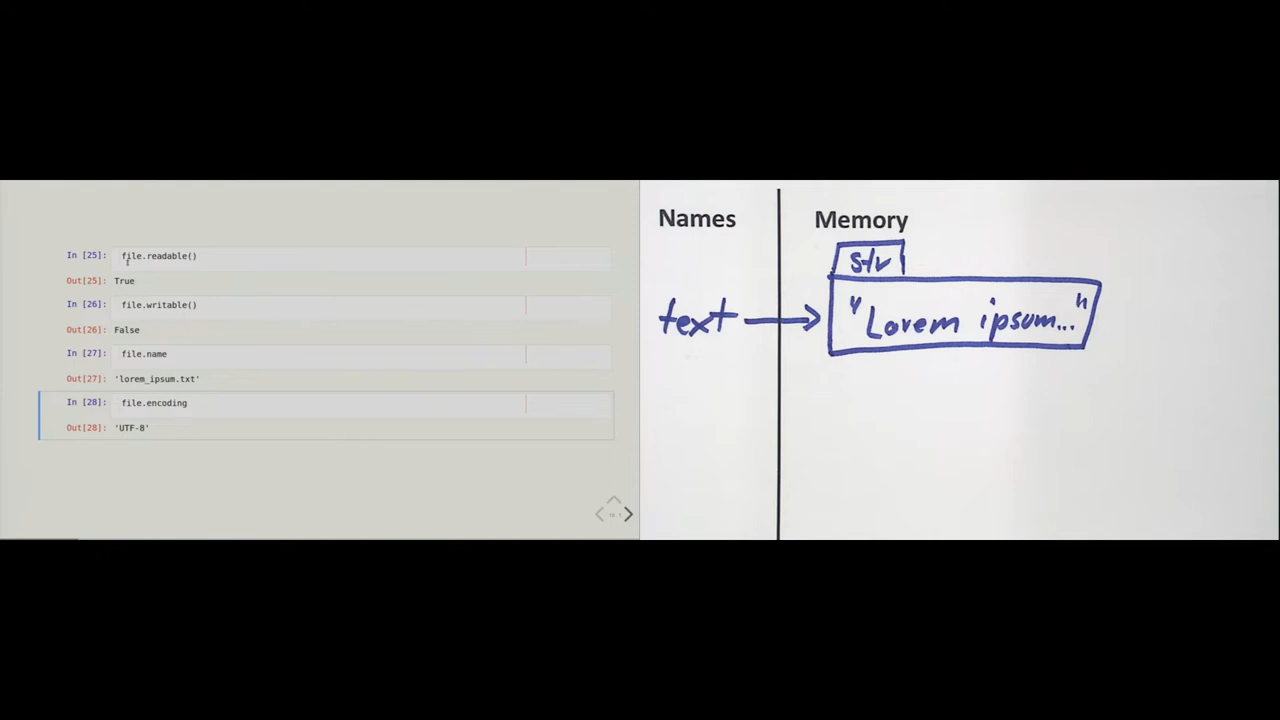 In [25]: file.readable()
Out[25]: True
In [26]: file.writable()
Out[26]: False
In [27]: file.name
Out[27]: 'lorem_ipsum.txt'
In [28]: file.encoding
Out[28]: 'UTF-8'
Names Memory
str
text "Lorem ipsum..."